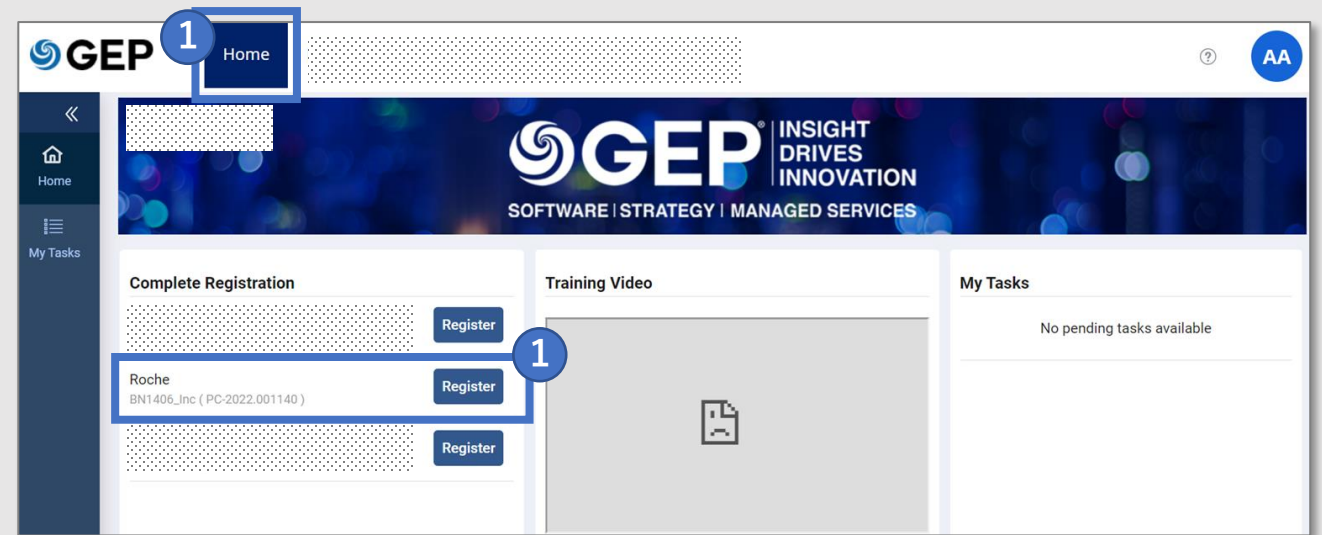 GEP
1
Home
?
AA
Home
My Tasks
GEP®
INSIGHT
DRIVES
INNOVATION
SOFTWARE | STRATEGY | MANAGED SERVICES
Complete Registration
Register
Roche
BN1406_Inc ( PC-2022.001140 )
Register
1
Register
Training Video
My Tasks
No pending tasks available